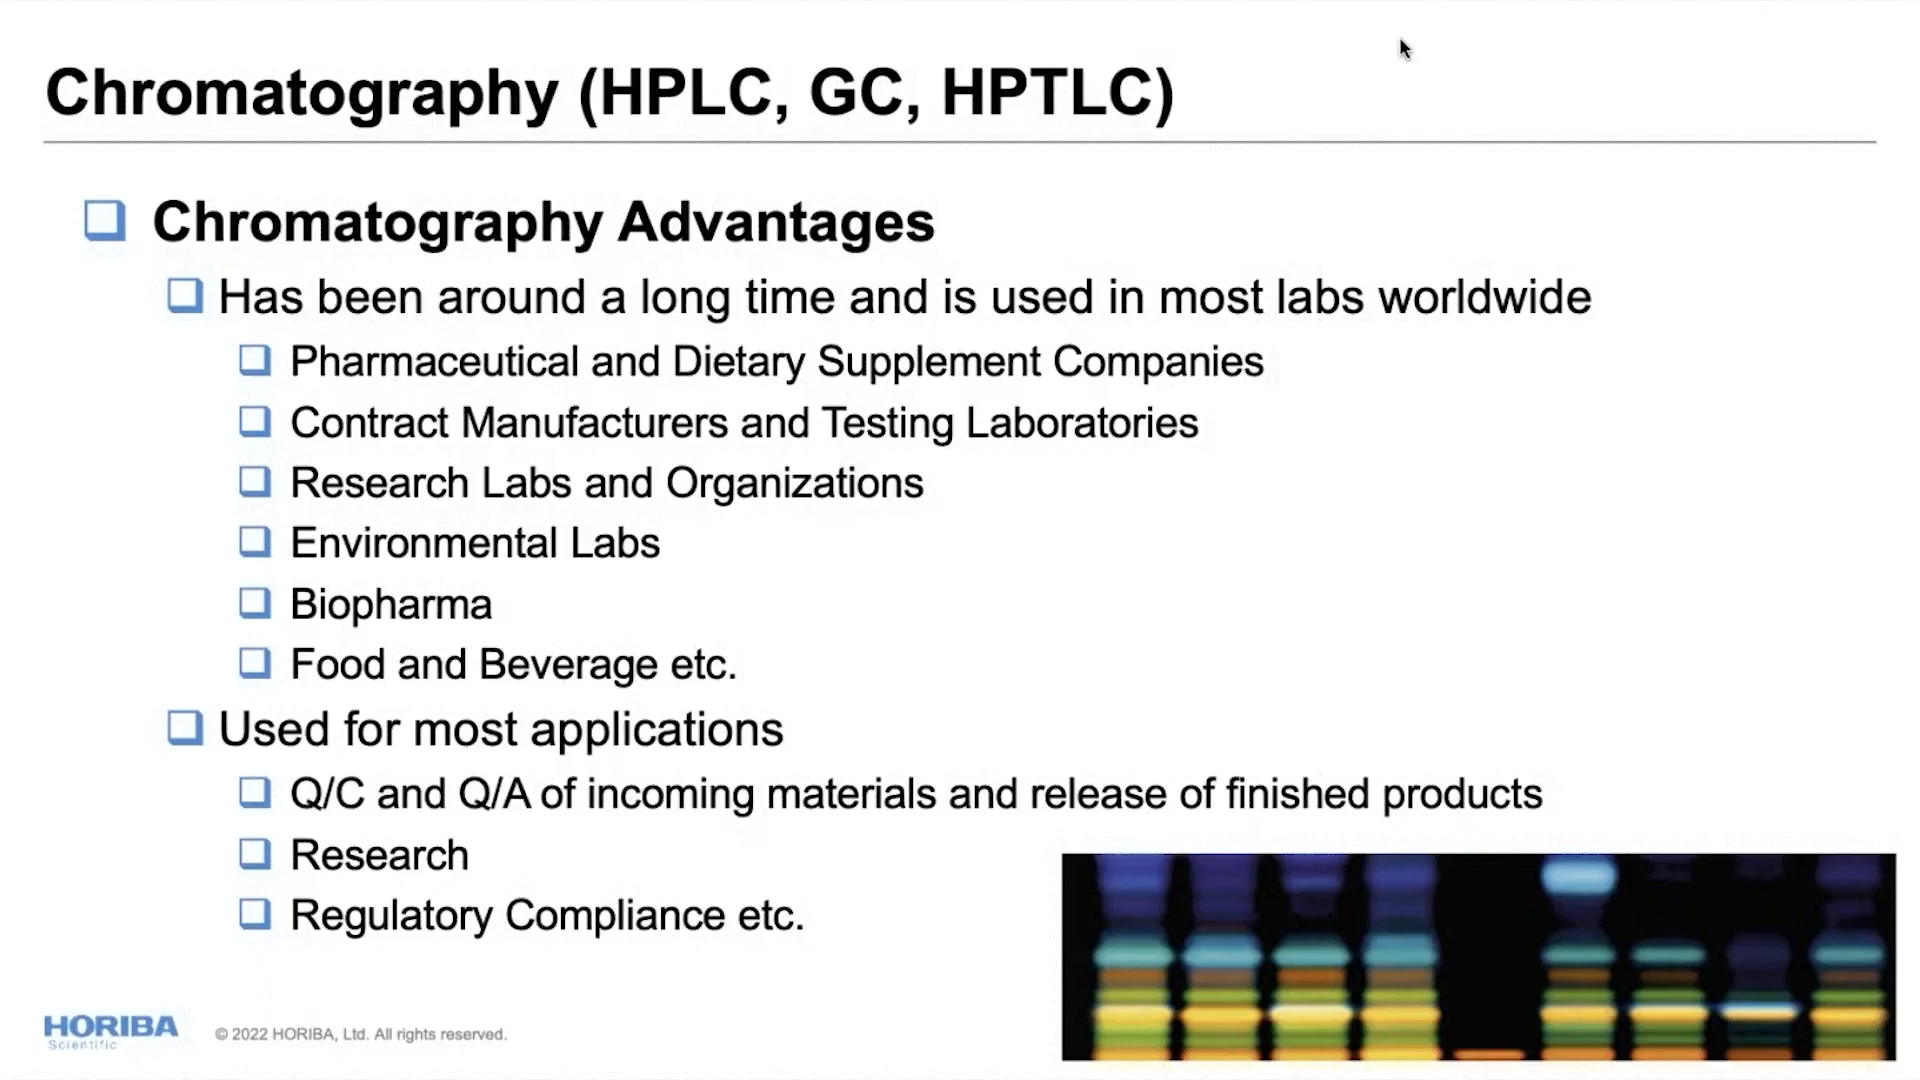 Chromatography (HPLC, GC, HPTLC)
Chromatography Advantages
Has been around a long time and is used in most labs worldwide
Pharmaceutical and Dietary Supplement Companies
Contract Manufacturers and Testing Laboratories
Research Labs and Organizations
Environmental Labs
Biopharma
Food and Beverage etc.
Used for most applications
Q/C and Q/A of incoming materials and release of finished products
Research
Regulatory Compliance etc.
HORIBA
Scientific
© 2022 HORIBA, Ltd. All rights reserved.